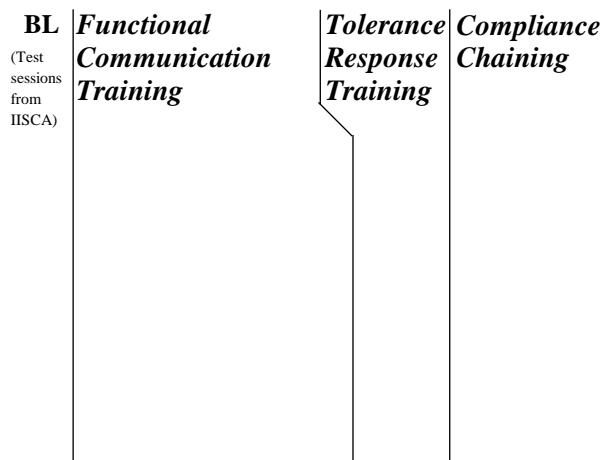 BL
(Test
sessions
from
IISCA)
Functional
Communication
Training
Tolerance
Response
Training
Compliance
Chaining